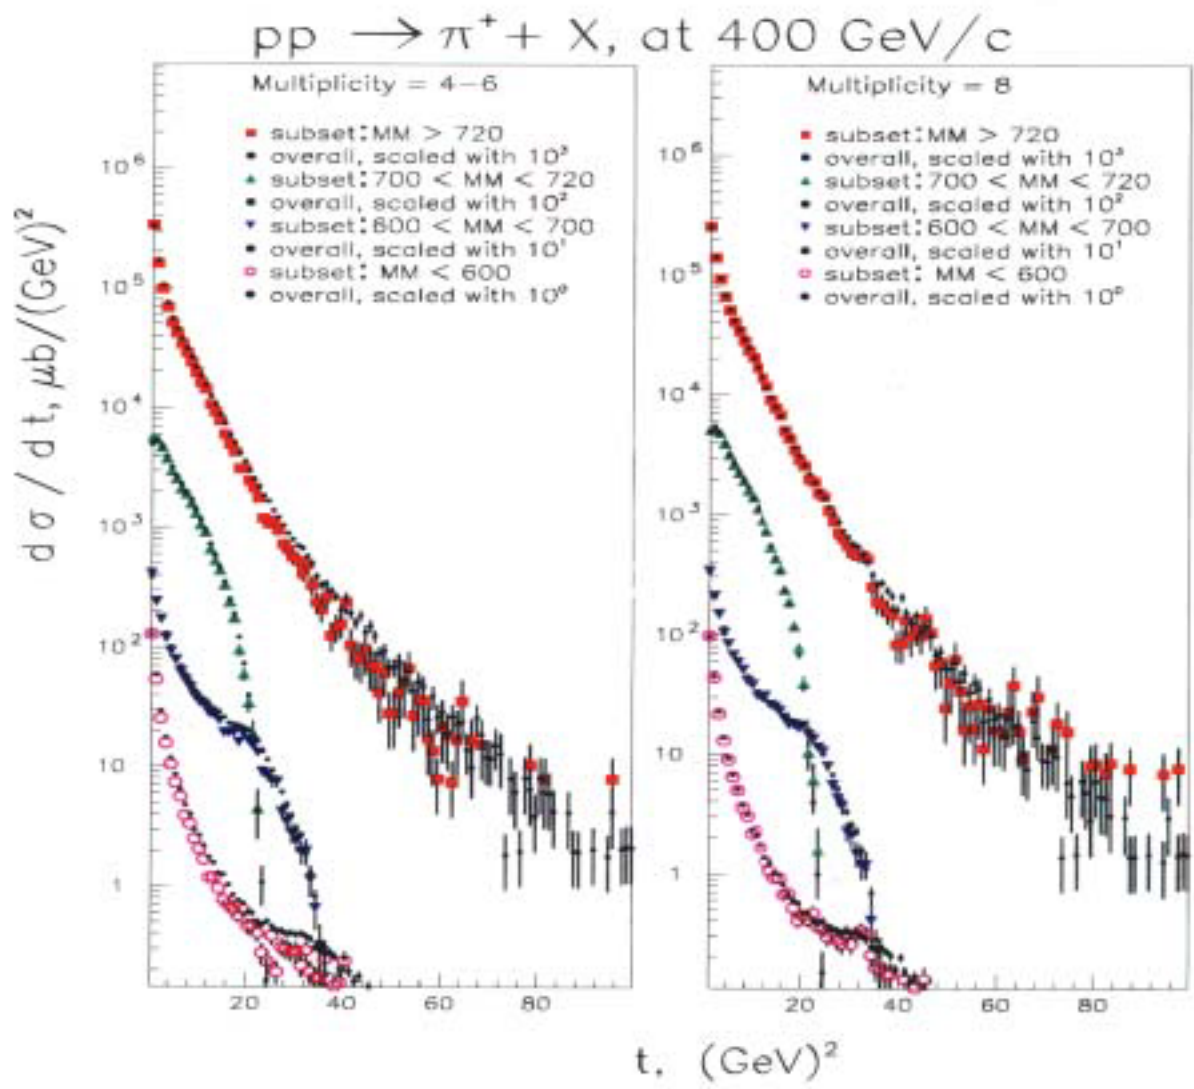 pp → π⁺ + X, at 400 GeV/c
Multiplicity = 4−6
subset: MM > 720
overall, scaled with 10³
subset: 700 < MM < 720
overall, scaled with 10²
subset: 600 < MM < 700
overall, scaled with 10¹
subset: MM < 600
overall, scaled with 10⁰
Multiplicity = 8
subset: MM > 720
overall, scaled with 10³
subset: 700 < MM < 720
overall, scaled with 10²
subset: 600 < MM < 700
overall, scaled with 10¹
subset: MM < 600
overall, scaled with 10⁰
dσ / dt, μb/(GeV)²
10⁶
10⁵
10⁴
10³
10²
10
1
10⁶
10⁵
10⁴
10³
10²
10
1
20 40 60 80
20 40 60 80
t, (GeV)²